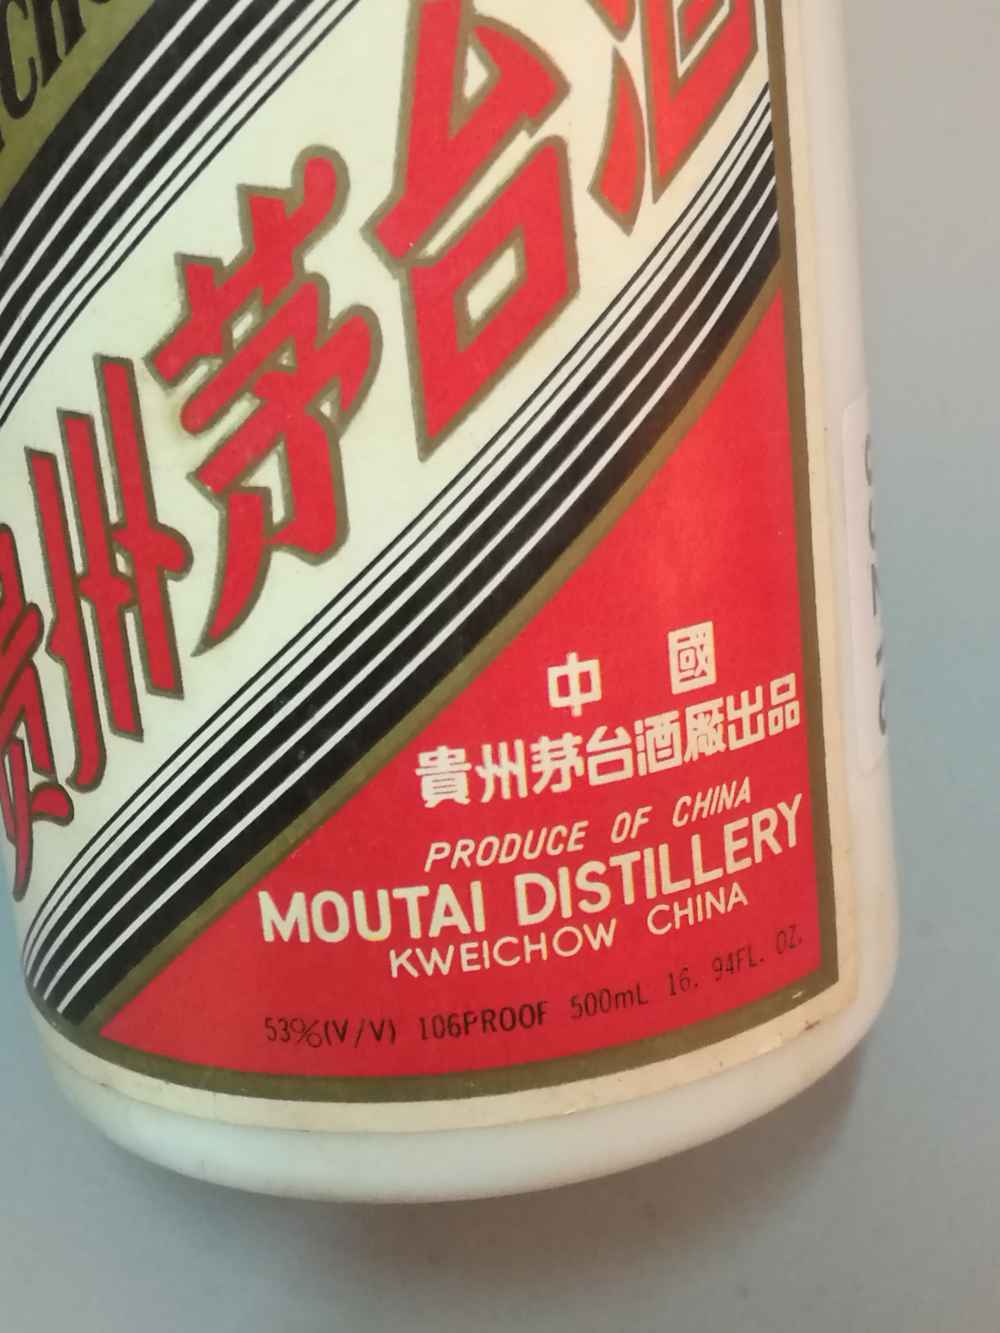 贵州茅台酒
中國
貴州茅台酒廠出品
PRODUCE OF CHINA
MOUTAI DISTILLERY
KWEICHOW CHINA
53%(V/V) 106PROOF 500mL 16. 94FL. OZ.